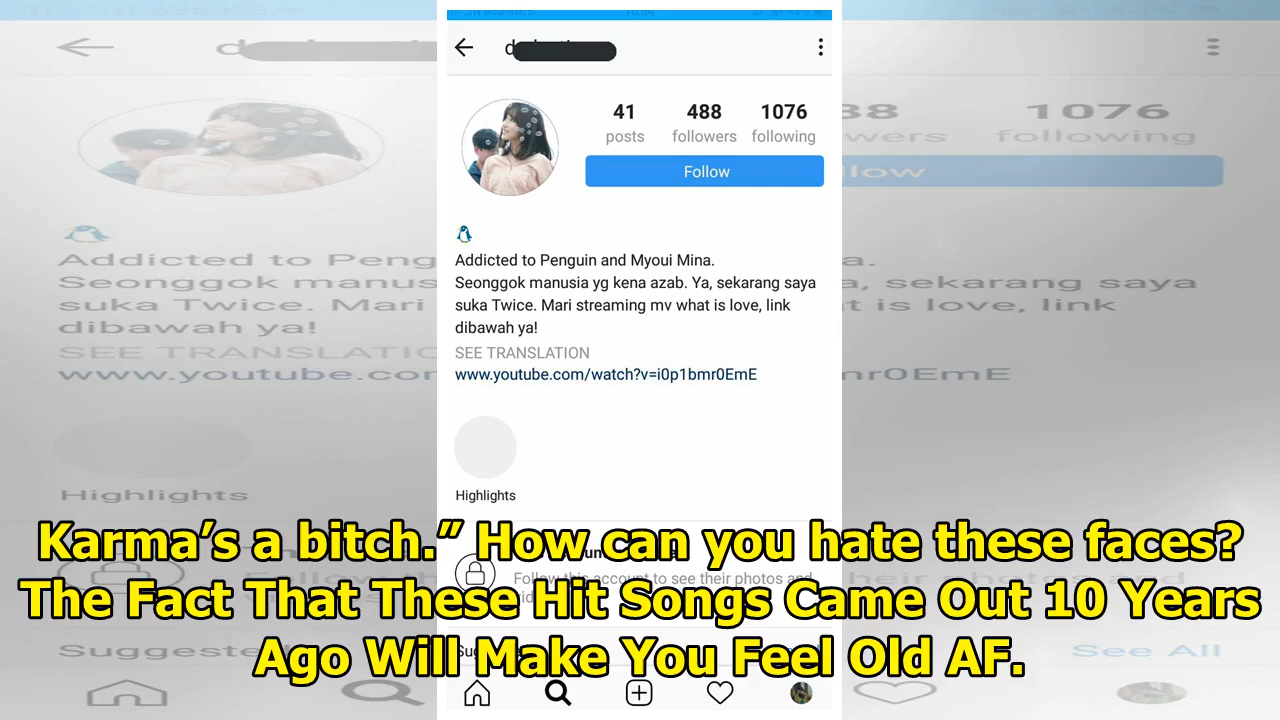 41 488 1076
posts followers following
Follow
Addicted to Penguin and Myoui Mina.
Seonggok manusia yg kena azab. Ya, sekarang saya
suka Twice. Mari streaming mv what is love, link
dibawah ya!
SEE TRANSLATION
www.youtube.com/watch?v=i0p1bmr0EmE
Highlights
Follow this account to see their photos and
Karma’s a bitch.” How can you hate these faces?
The Fact That These Hit Songs Came Out 10 Years
Ago Will Make You Feel Old AF.
See All